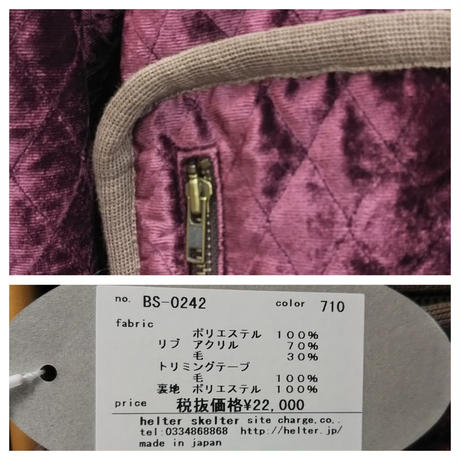 no. BS-0242 color 710
fabric
ポリエステル 100%
リブ アクリル 70%
毛 30%
トリミングテープ
毛 100%
裏地 ポリエステル 100%
price 税抜価格¥22,000
helter skelter site charge,co,.
tel:0334868868 http://helter.jp/
made in japan